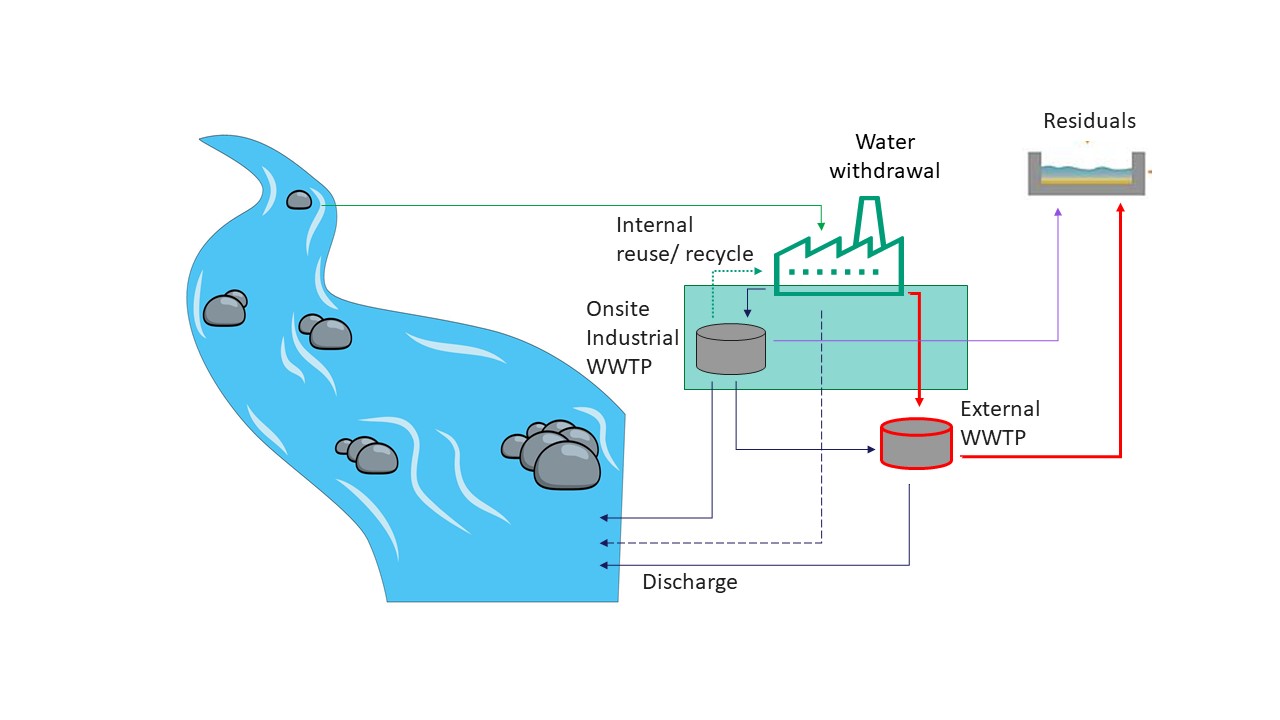 Residuals
Water
withdrawal
Internal
reuse/ recycle
Onsite
Industrial
WWTP
External
WWTP
Discharge